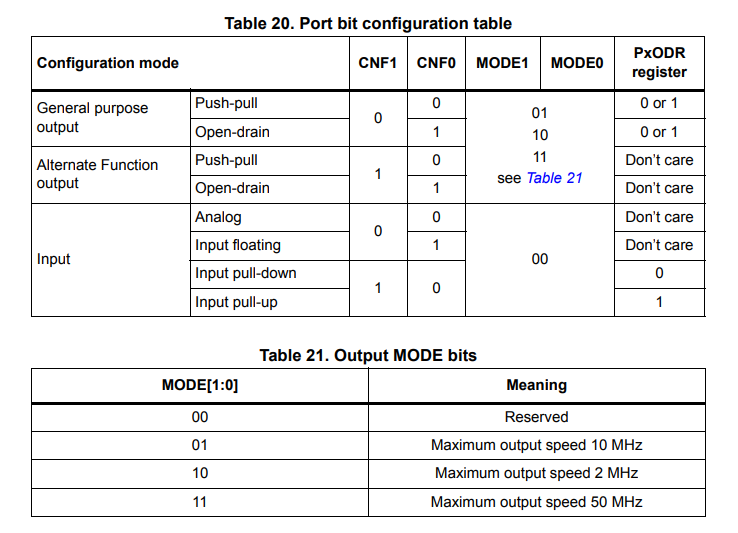 Table 20. Port bit configuration table
Configuration mode CNF1 CNF0 MODE1 MODE0 PxODR register
General purpose output Push-pull 0 0 01 10 11 see Table 21 0 or 1
Open-drain 1 0 or 1
Alternate Function output Push-pull 1 0 Don't care
Open-drain 1 Don't care
Input Analog 0 0 00 Don't care
Input floating 1 Don't care
Input pull-down 1 0 0
Input pull-up 1
Table 21. Output MODE bits
MODE[1:0] Meaning
00 Reserved
01 Maximum output speed 10 MHz
10 Maximum output speed 2 MHz
11 Maximum output speed 50 MHz